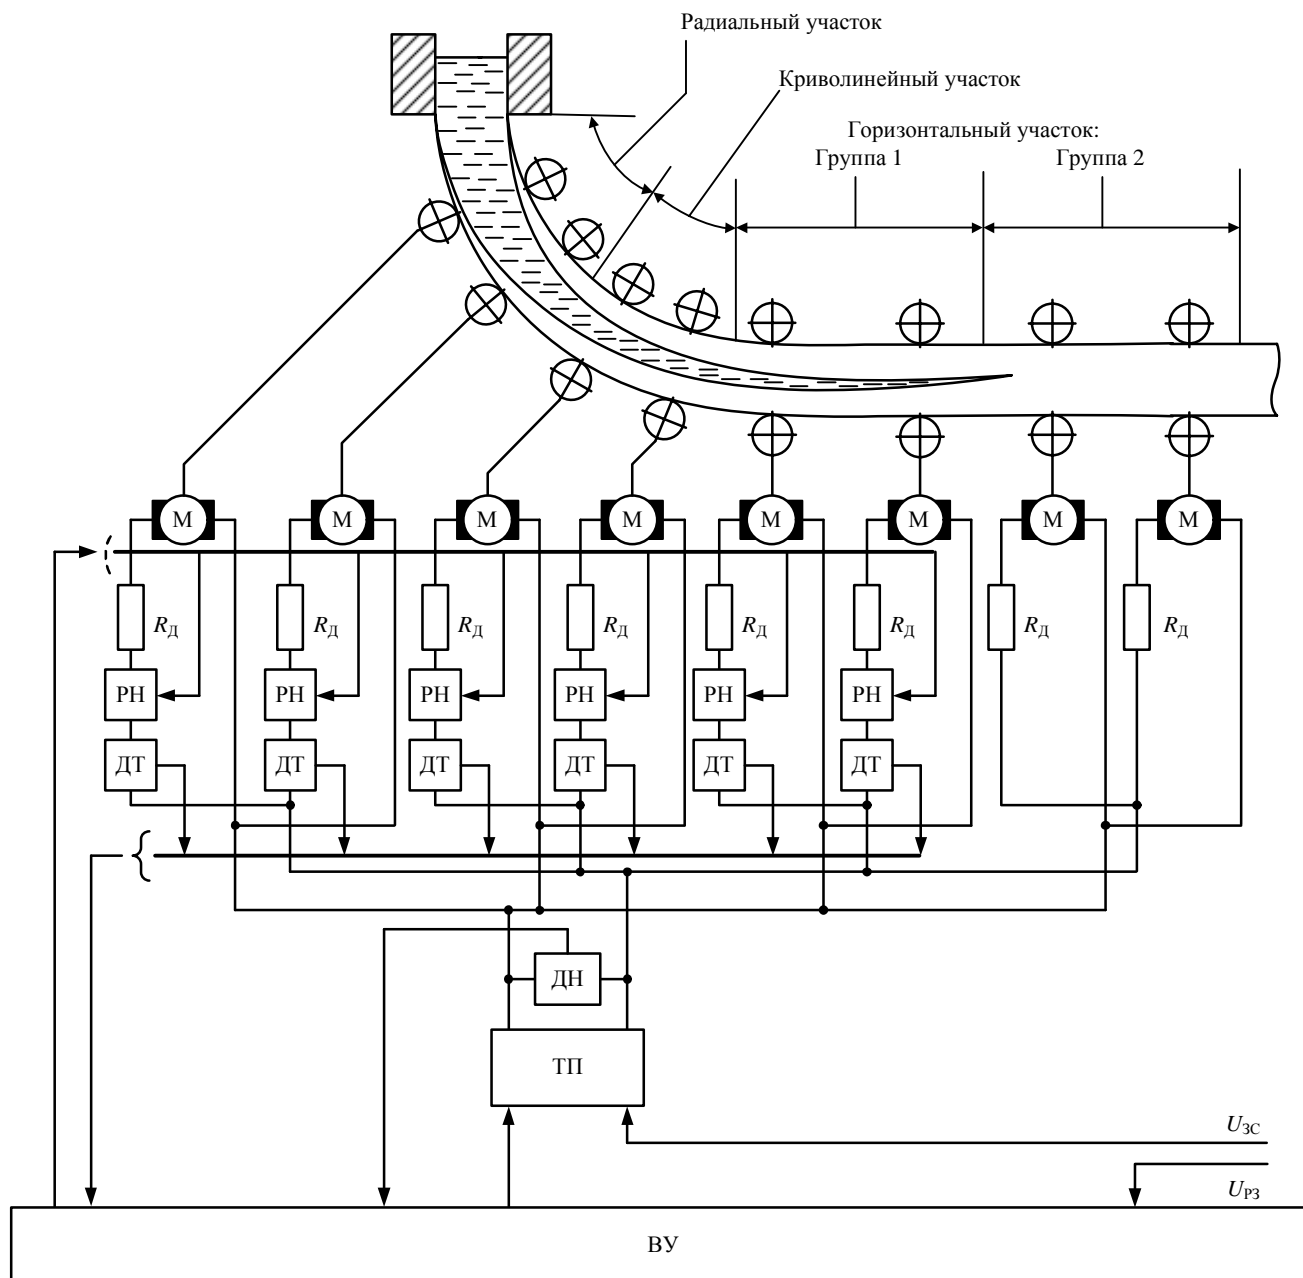 Радиальный участок
Криволинейный участок
Горизонтальный участок:
Группа 1 Группа 2
М М М М М М М М
RД RД RД RД RД RД RД RД
РН РН РН РН РН РН
ДТ ДТ ДТ ДТ ДТ ДТ
ДН
ТП
UЗС
UРЗ
ВУ